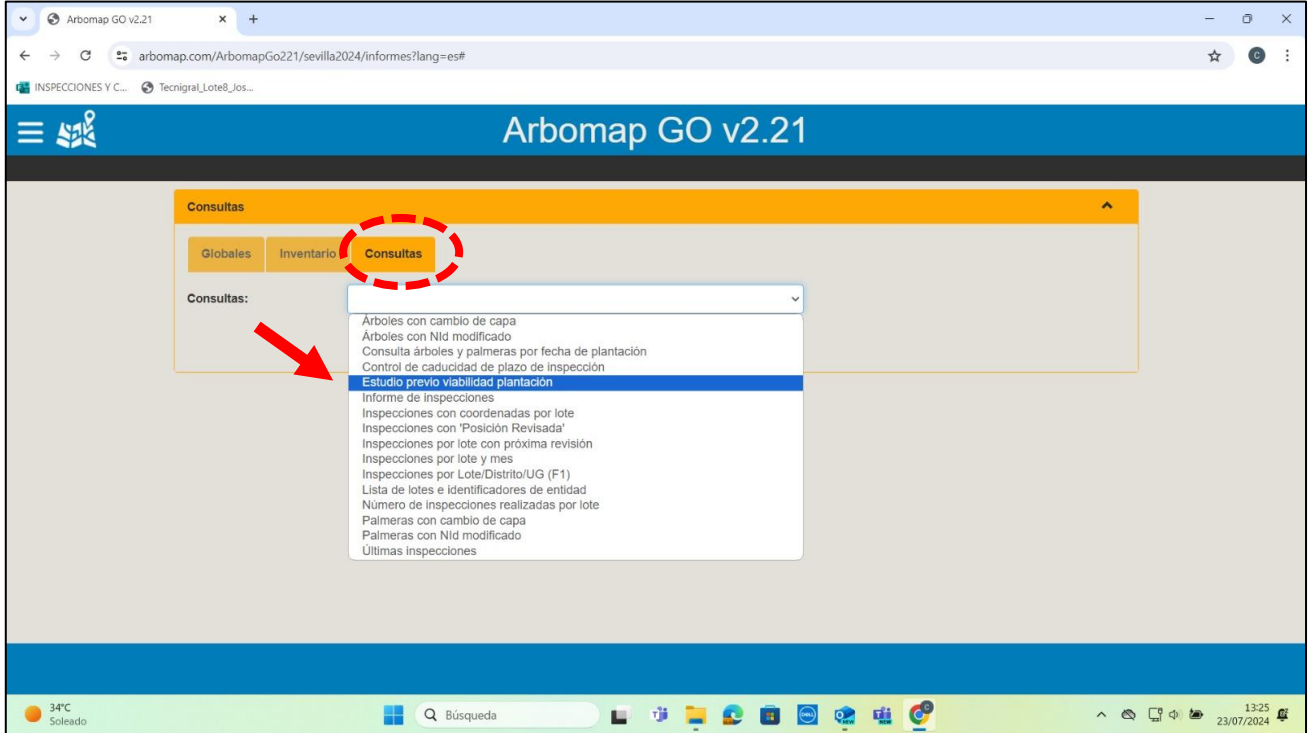 Arbomap GO v2.21
arbomap.com/ArbomapGo221/sevilla2024/informes?lang=es#
C
INSPECCIONES Y C... Tecnigral_Lote8_Jos...
Arbomap GO v2.21
Consultas
Globales Inventario Consultas
Consultas:
Árboles con cambio de capa
Árboles con NId modificado
Consulta árboles y palmeras por fecha de plantación
Control de caducidad de plazo de inspección
Estudio previo viabilidad plantación
Informe de inspecciones
Inspecciones con coordenadas por lote
Inspecciones con 'Posición Revisada'
Inspecciones por lote con próxima revisión
Inspecciones por lote y mes
Inspecciones por Lote/Distrito/UG (F1)
Lista de lotes e identificadores de entidad
Número de inspecciones realizadas por lote
Palmeras con cambio de capa
Palmeras con NId modificado
Últimas inspecciones
34°C
Soleado
Búsqueda
13:25
23/07/2024